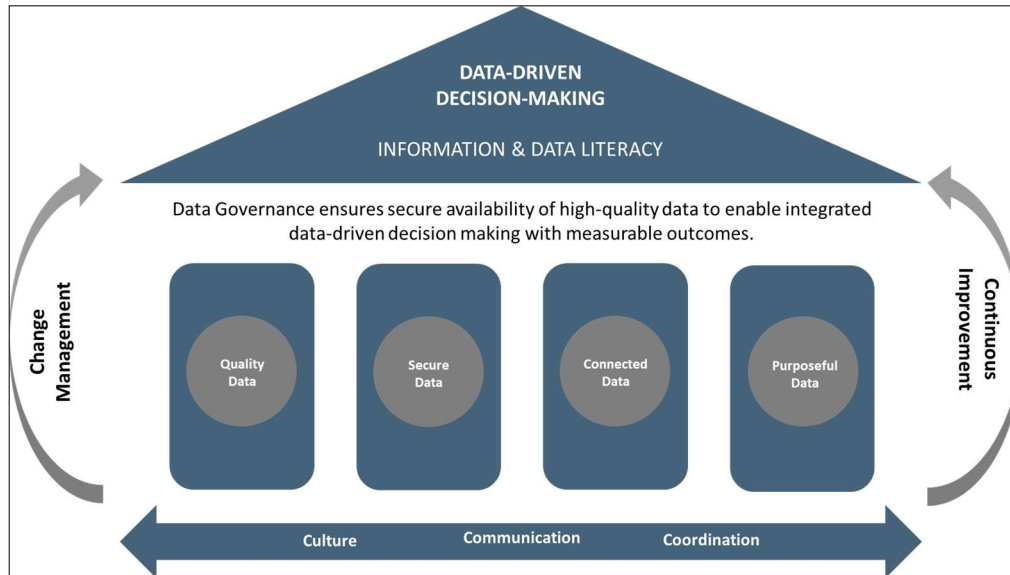 DATA-DRIVEN
DECISION-MAKING
INFORMATION & DATA LITERACY
Data Governance ensures secure availability of high-quality data to enable integrated
data-driven decision making with measurable outcomes.
Change
Management
Quality
Data
Secure
Data
Connected
Data
Purposeful
Data
Continuous
Improvement
Culture
Communication
Coordination